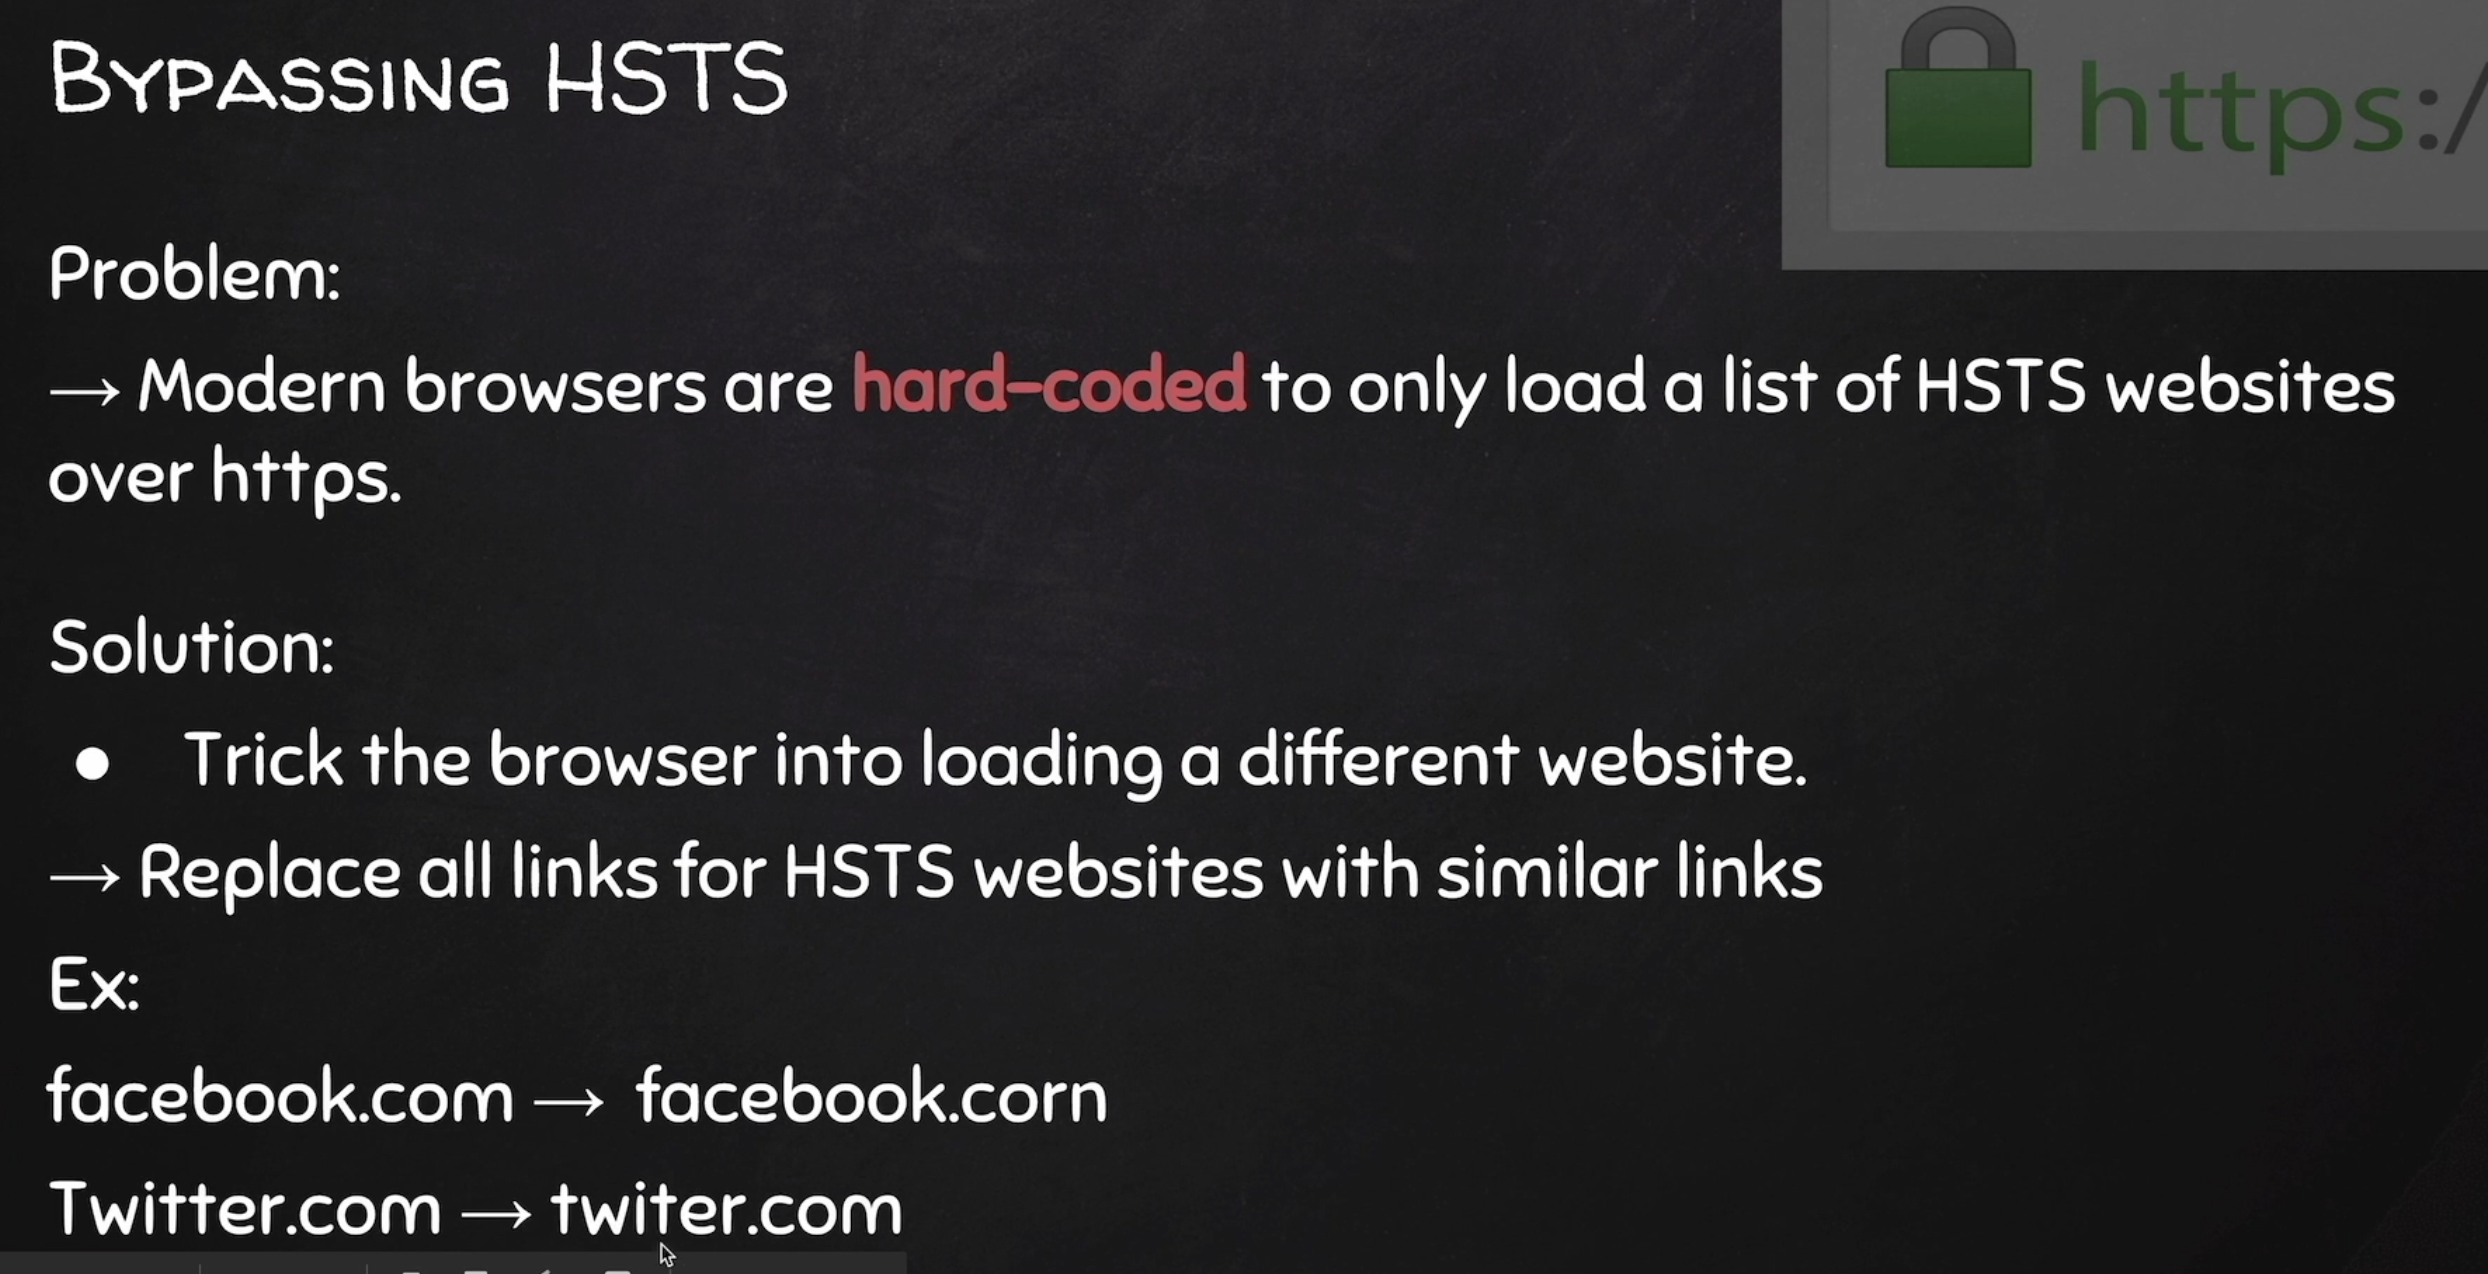 BYPASSING HSTS
https:/
Problem:
→ Modern browsers are hard-coded to only load a list of HSTS websites
over https.
Solution:
● Trick the browser into loading a different website.
→ Replace all links for HSTS websites with similar links
Ex:
facebook.com → facebook.corn
Twitter.com → twiter.com